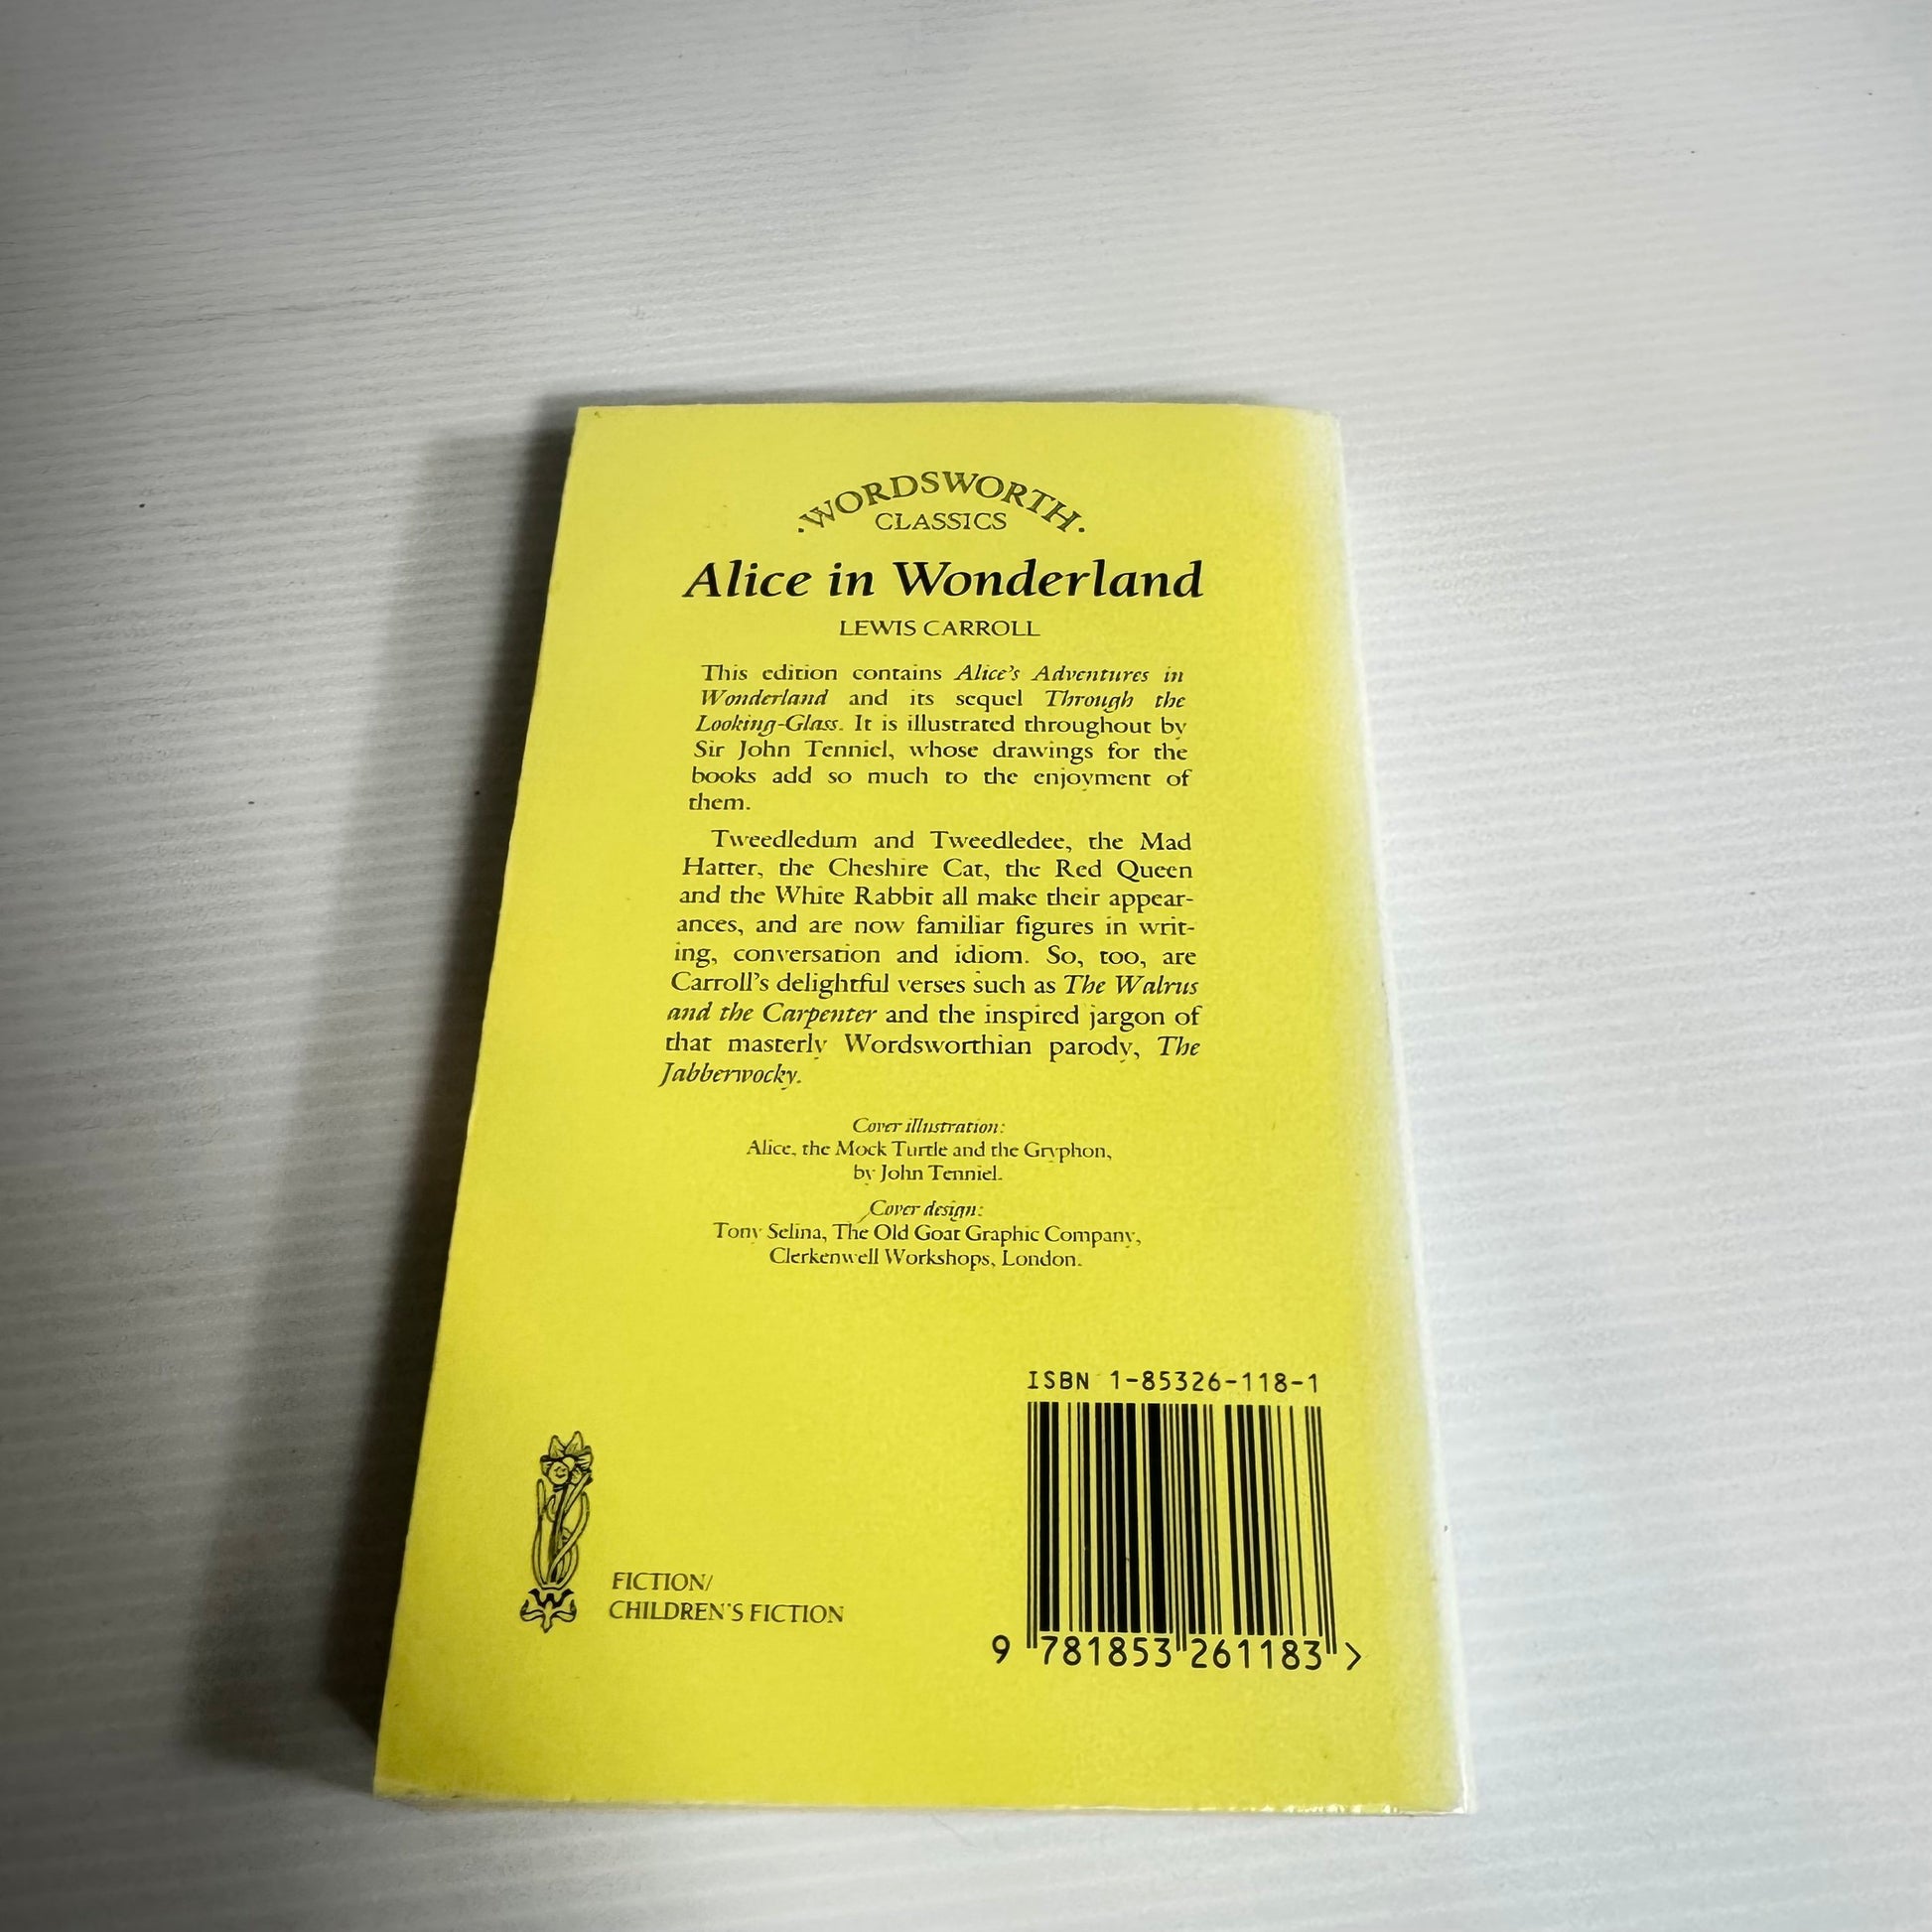 ·WORDSWORTH·
CLASSICS
Alice in Wonderland
LEWIS CARROLL
This edition contains Alice's Adventures in
Wonderland and its sequel Through the
Looking-Glass. It is illustrated throughout by
Sir John Tenniel, whose drawings for the
books add so much to the enjoyment of
them.
Tweedledum and Tweedledee, the Mad
Hatter, the Cheshire Cat, the Red Queen
and the White Rabbit all make their appear-
ances, and are now familiar figures in writ-
ing, conversation and idiom. So, too, are
Carroll's delightful verses such as The Walrus
and the Carpenter and the inspired jargon of
that masterly Wordsworthian parody, The
Jabberwocky.
Cover illustration:
Alice, the Mock Turtle and the Gryphon,
by John Tenniel.
Cover design:
Tony Selina, The Old Goat Graphic Company,
Clerkenwell Workshops, London.
ISBN 1-85326-118-1
W
FICTION/
CHILDREN'S FICTION
9 781853 261183 >